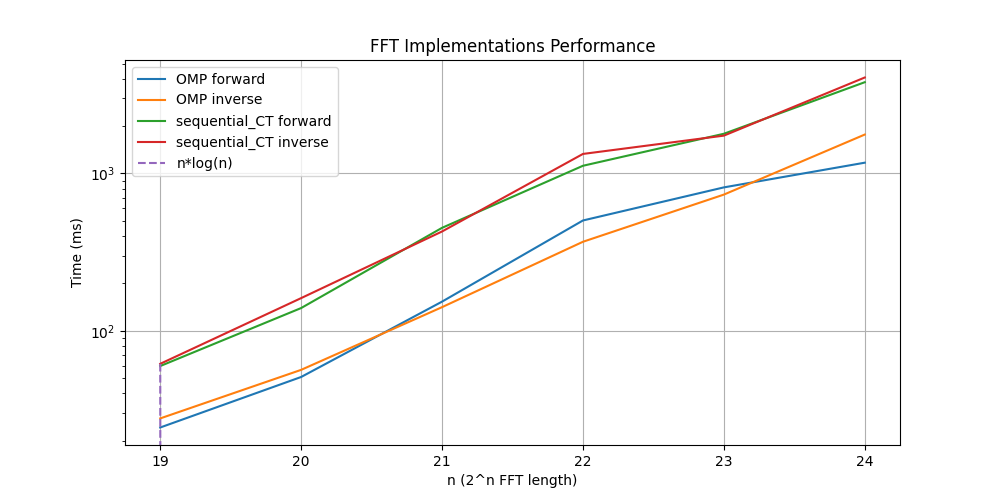 FFT Implementations Performance
OMP forward
OMP inverse
sequential_CT forward
sequential_CT inverse
n*log(n)
Time (ms)
10^3
10^2
19 20 21 22 23 24
n (2^n FFT length)